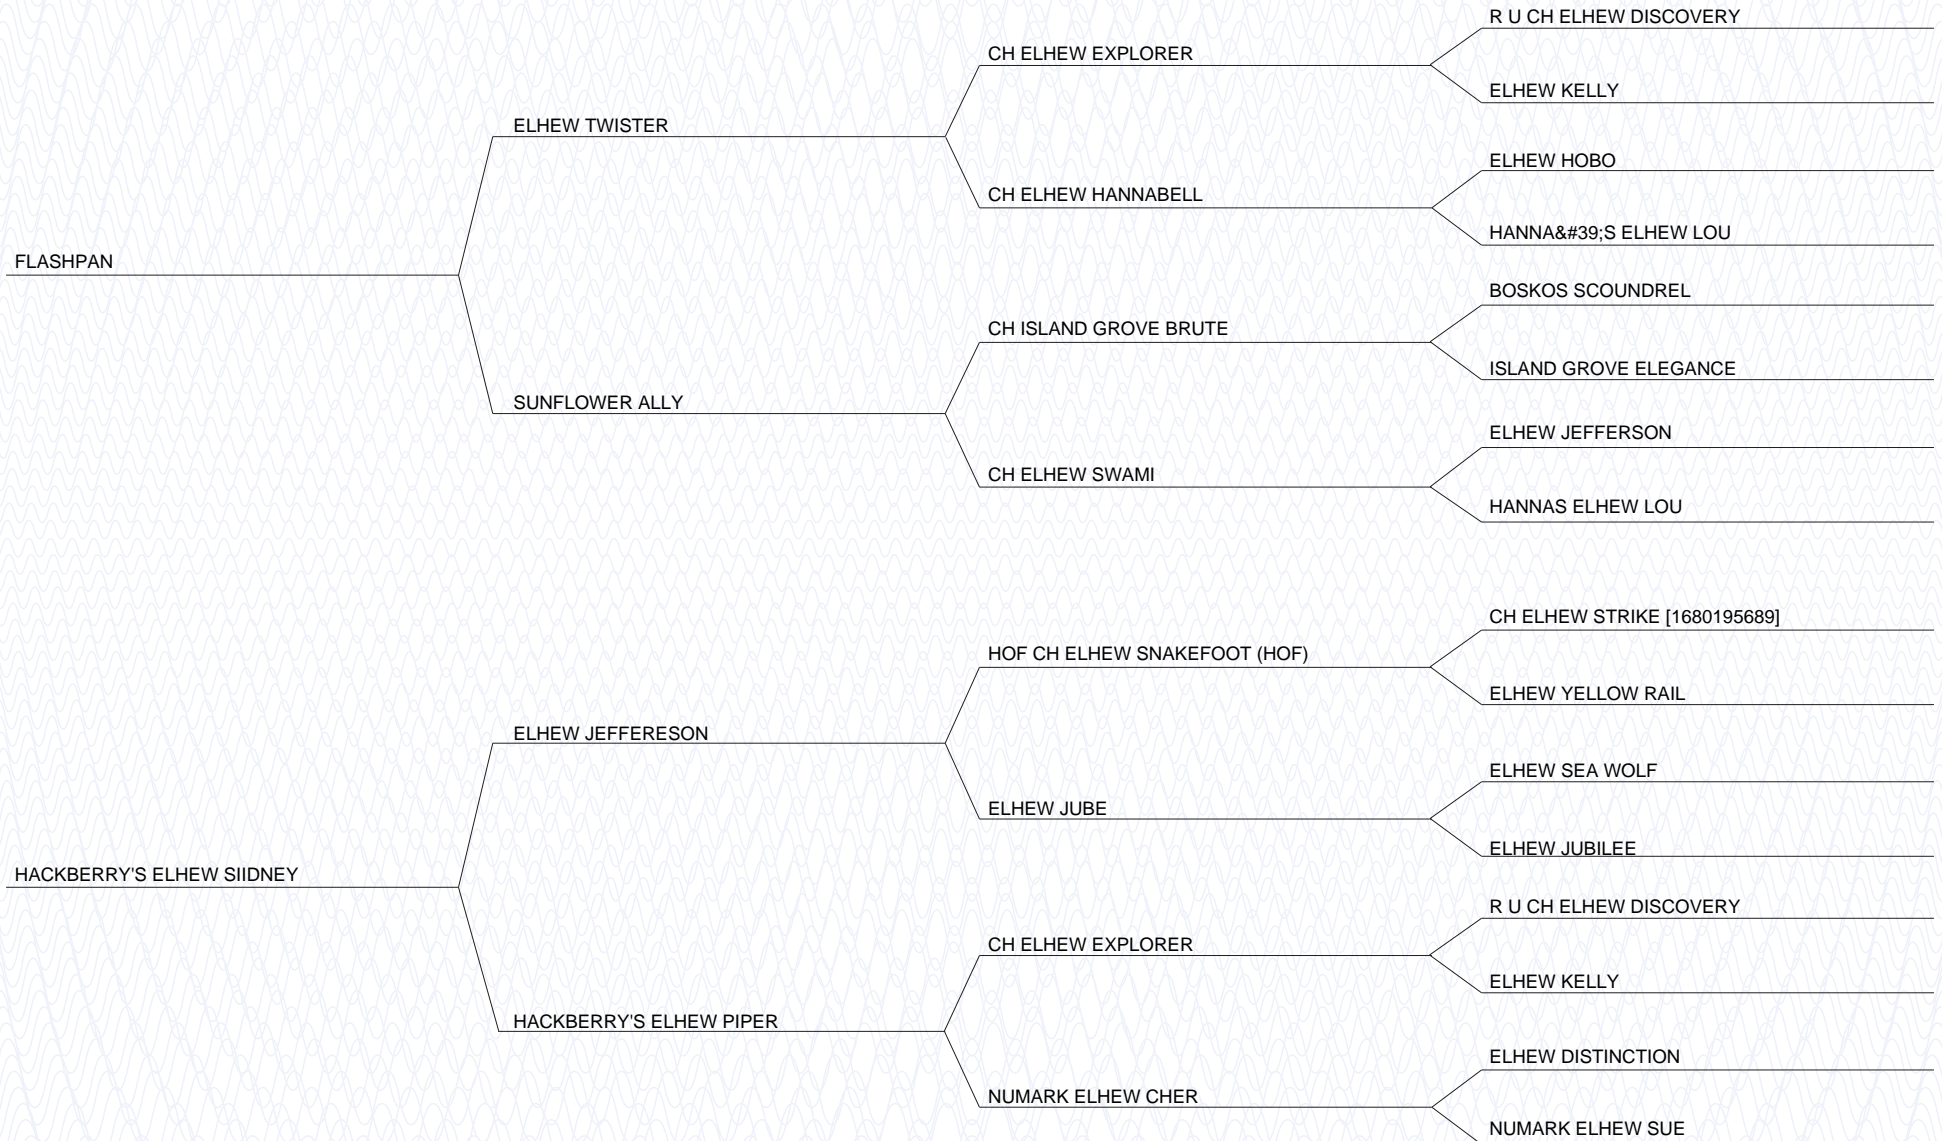 R U CH ELHEW DISCOVERY
CH ELHEW EXPLORER
ELHEW KELLY
ELHEW TWISTER
ELHEW HOBO
CH ELHEW HANNABELL
HANNA&#39;S ELHEW LOU
FLASHPAN
BOSKOS SCOUNDREL
CH ISLAND GROVE BRUTE
ISLAND GROVE ELEGANCE
SUNFLOWER ALLY
ELHEW JEFFERSON
CH ELHEW SWAMI
HANNAS ELHEW LOU
CH ELHEW STRIKE [1680195689]
HOF CH ELHEW SNAKEFOOT (HOF)
ELHEW YELLOW RAIL
ELHEW JEFFERESON
ELHEW SEA WOLF
ELHEW JUBE
ELHEW JUBILEE
HACKBERRY'S ELHEW SIIDNEY
R U CH ELHEW DISCOVERY
CH ELHEW EXPLORER
ELHEW KELLY
HACKBERRY'S ELHEW PIPER
ELHEW DISTINCTION
NUMARK ELHEW CHER
NUMARK ELHEW SUE